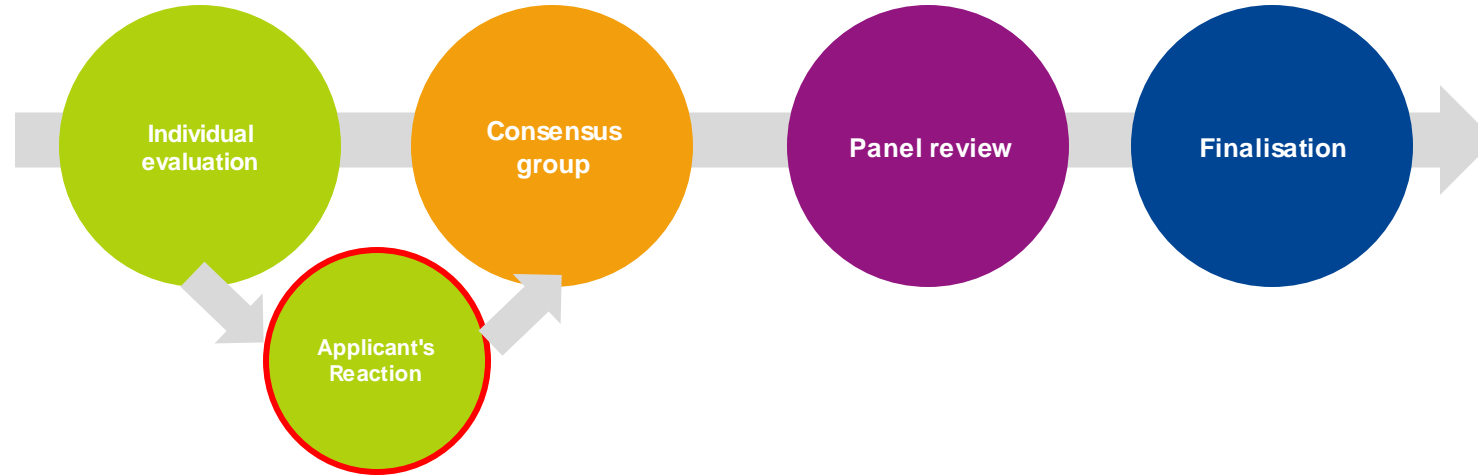 Individual
evaluation
Consensus
group
Panel review
Finalisation
Applicant's
Reaction